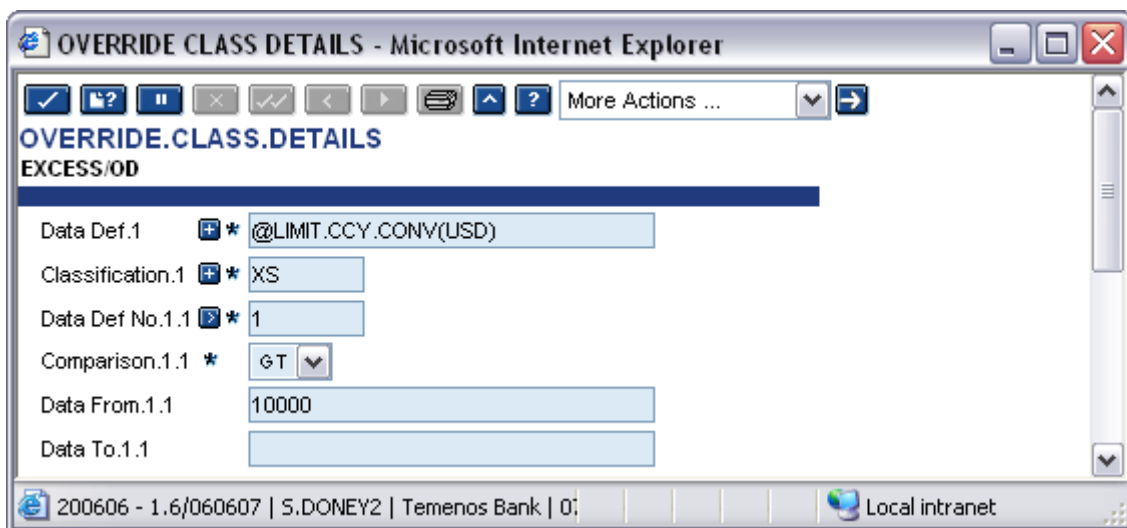 OVERRIDE CLASS DETAILS - Microsoft Internet Explorer
More Actions ...
OVERRIDE.CLASS.DETAILS
EXCESS/OD
Data Def.1 * @LIMIT.CCY.CONV(USD)
Classification.1 * XS
Data Def No.1.1 * 1
Comparison.1.1 * GT
Data From.1.1 10000
Data To.1.1
200606 - 1.6/060607 | S.DONEY2 | Temenos Bank | Local intranet